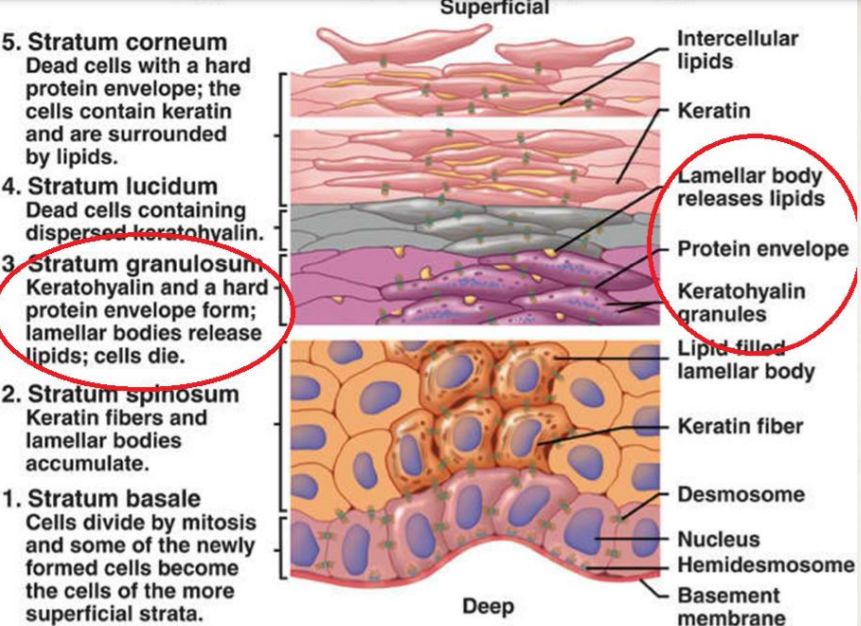 Superficial
5. Stratum corneum
Dead cells with a hard
protein envelope; the
cells contain keratin
and are surrounded
by lipids.
4. Stratum lucidum
Dead cells containing
dispersed keratohyalin.
3. Stratum granulosum
Keratohyalin and a hard
protein envelope form;
lamellar bodies release
lipids; cells die.
2. Stratum spinosum
Keratin fibers and
lamellar bodies
accumulate.
1. Stratum basale
Cells divide by mitosis
and some of the newly
formed cells become
the cells of the more
superficial strata.
Intercellular
lipids
Keratin
Lamellar body
releases lipids
Protein envelope
Keratohyalin
granules
Lipid-filled
lamellar body
Keratin fiber
Desmosome
Nucleus
Hemidesmosome
Basement
membrane
Deep